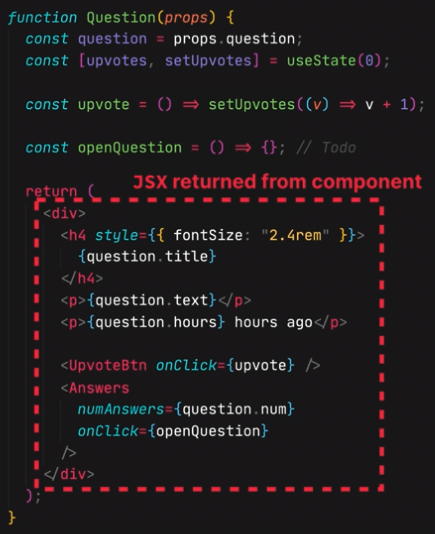 function Question(props) {
const question = props.question;
const [upvotes, setUpvotes] = useState(0);
const upvote = () => setUpvotes((v) => v + 1);
const openQuestion = () => {}; // Todo
return (
JSX returned from component
<div>
<h4 style={{ fontSize: "2.4rem" }}>
{question.title}
</h4>
<p>{question.text}</p>
<p>{question.hours} hours ago</p>
<UpvoteBtn onClick={upvote} />
<Answers
numAnswers={question.num}
onClick={openQuestion}
/>
</div>
);
}